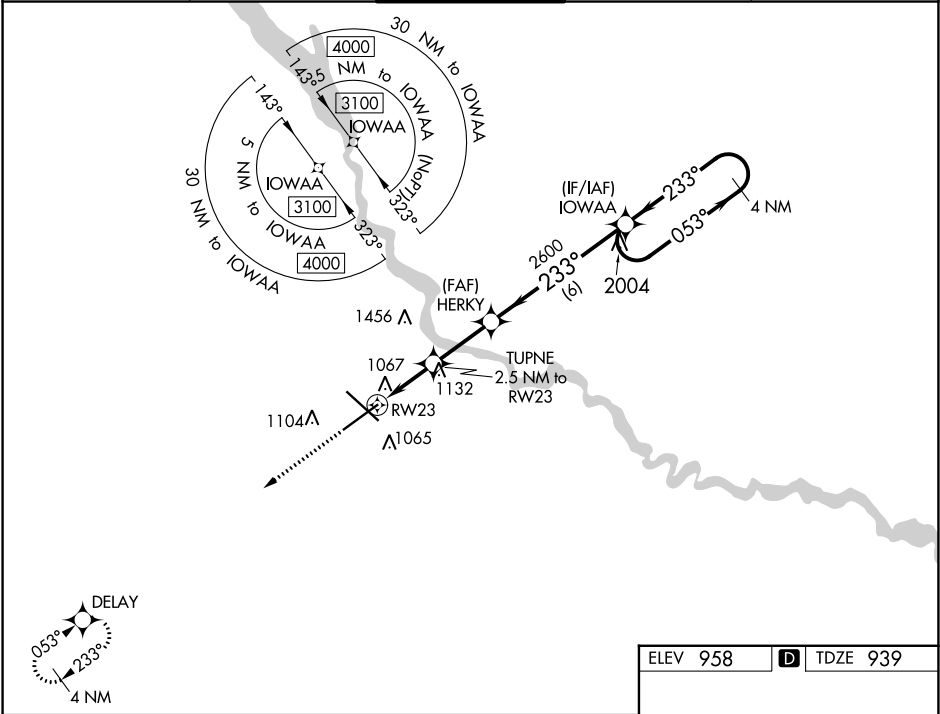 30 NM to IOWAA
4000
143°
5 NM to IOWAA (NoPT)
3100
IOWAA
323°
143°
5 NM to IOWAA
IOWAA
3100
323°
30 NM to IOWAA
4000
(IF/IAF)
IOWAA
233°
053°
4 NM
2004
2600
233°
(6)
(FAF)
HERKY
1456
TUPNE
2.5 NM to
RW23
1067
1132
RW23
1104
1065
DELAY
053°
233°
4 NM
ELEV 958 D TDZE 939